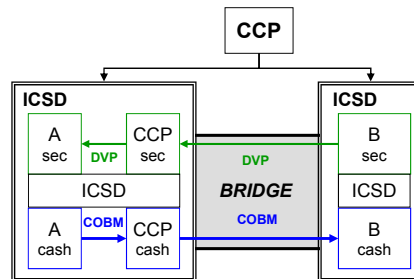 CCP
ICSD
ICSD
A
sec
CCP
sec
B
sec
DVP
DVP
ICSD
BRIDGE
ICSD
COBM
COBM
A
cash
CCP
cash
B
cash